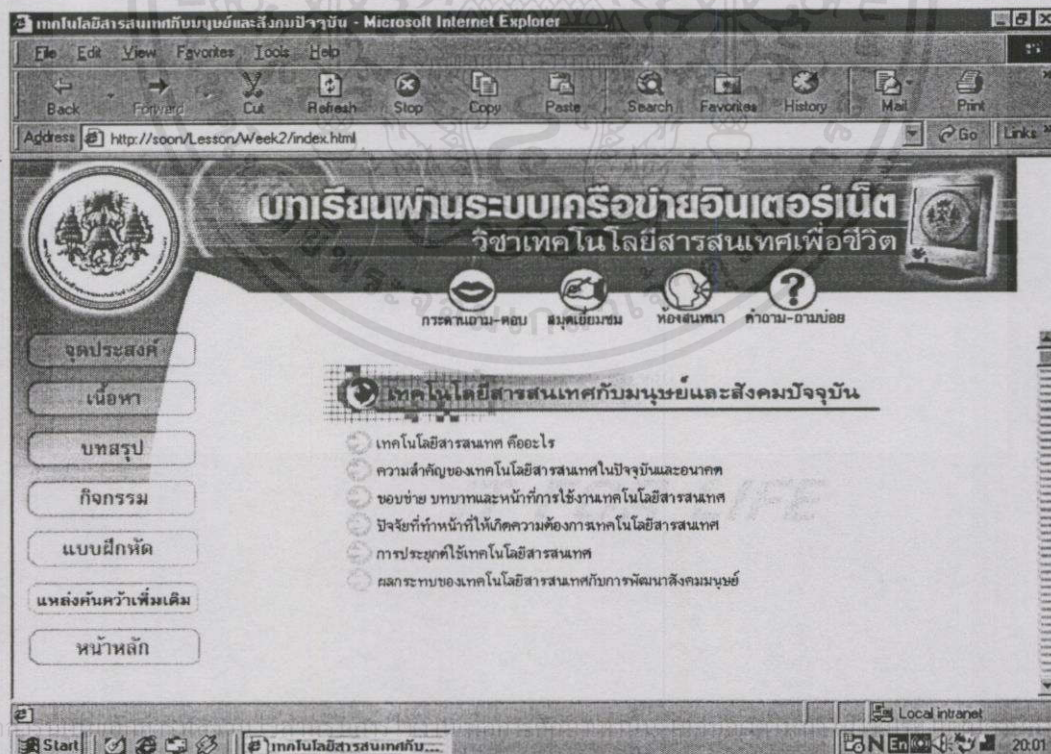 เทคโนโลยีสารสนเทศกับมนุษย์และสังคมปัจจุบัน - Microsoft Internet Explorer
File Edit View Favorites Tools Help
Back Forward Cut Refresh Stop Copy Paste Search Favorites History Mail Print
Address http://soon/Lesson/Week2/index.html Go Links
บทเรียนผ่านระบบเครือข่ายอินเตอร์เน็ต
วิชาเทคโนโลยีสารสนเทศเพื่อชีวิต
กระดานถาม-ตอบ สมุดเยี่ยมชม ห้องสนทนา คำถาม-ถามบ่อย
จุดประสงค์
เนื้อหา
บทสรุป
กิจกรรม
แบบฝึกหัด
แหล่งค้นคว้าเพิ่มเติม
หน้าหลัก
เทคโนโลยีสารสนเทศกับมนุษย์และสังคมปัจจุบัน
เทคโนโลยีสารสนเทศ คืออะไร
ความสำคัญของเทคโนโลยีสารสนเทศในปัจจุบันและอนาคต
ขอบข่าย บทบาทและหน้าที่การใช้งานเทคโนโลยีสารสนเทศ
ปัจจัยที่ทำหน้าที่ให้เกิดความต้องการเทคโนโลยีสารสนเทศ
การประยุกต์ใช้เทคโนโลยีสารสนเทศ
ผลกระทบของเทคโนโลยีสารสนเทศกับการพัฒนาสังคมมนุษย์
Local intranet
Start เทคโนโลยีสารสนเทศกับ... N En 20:01